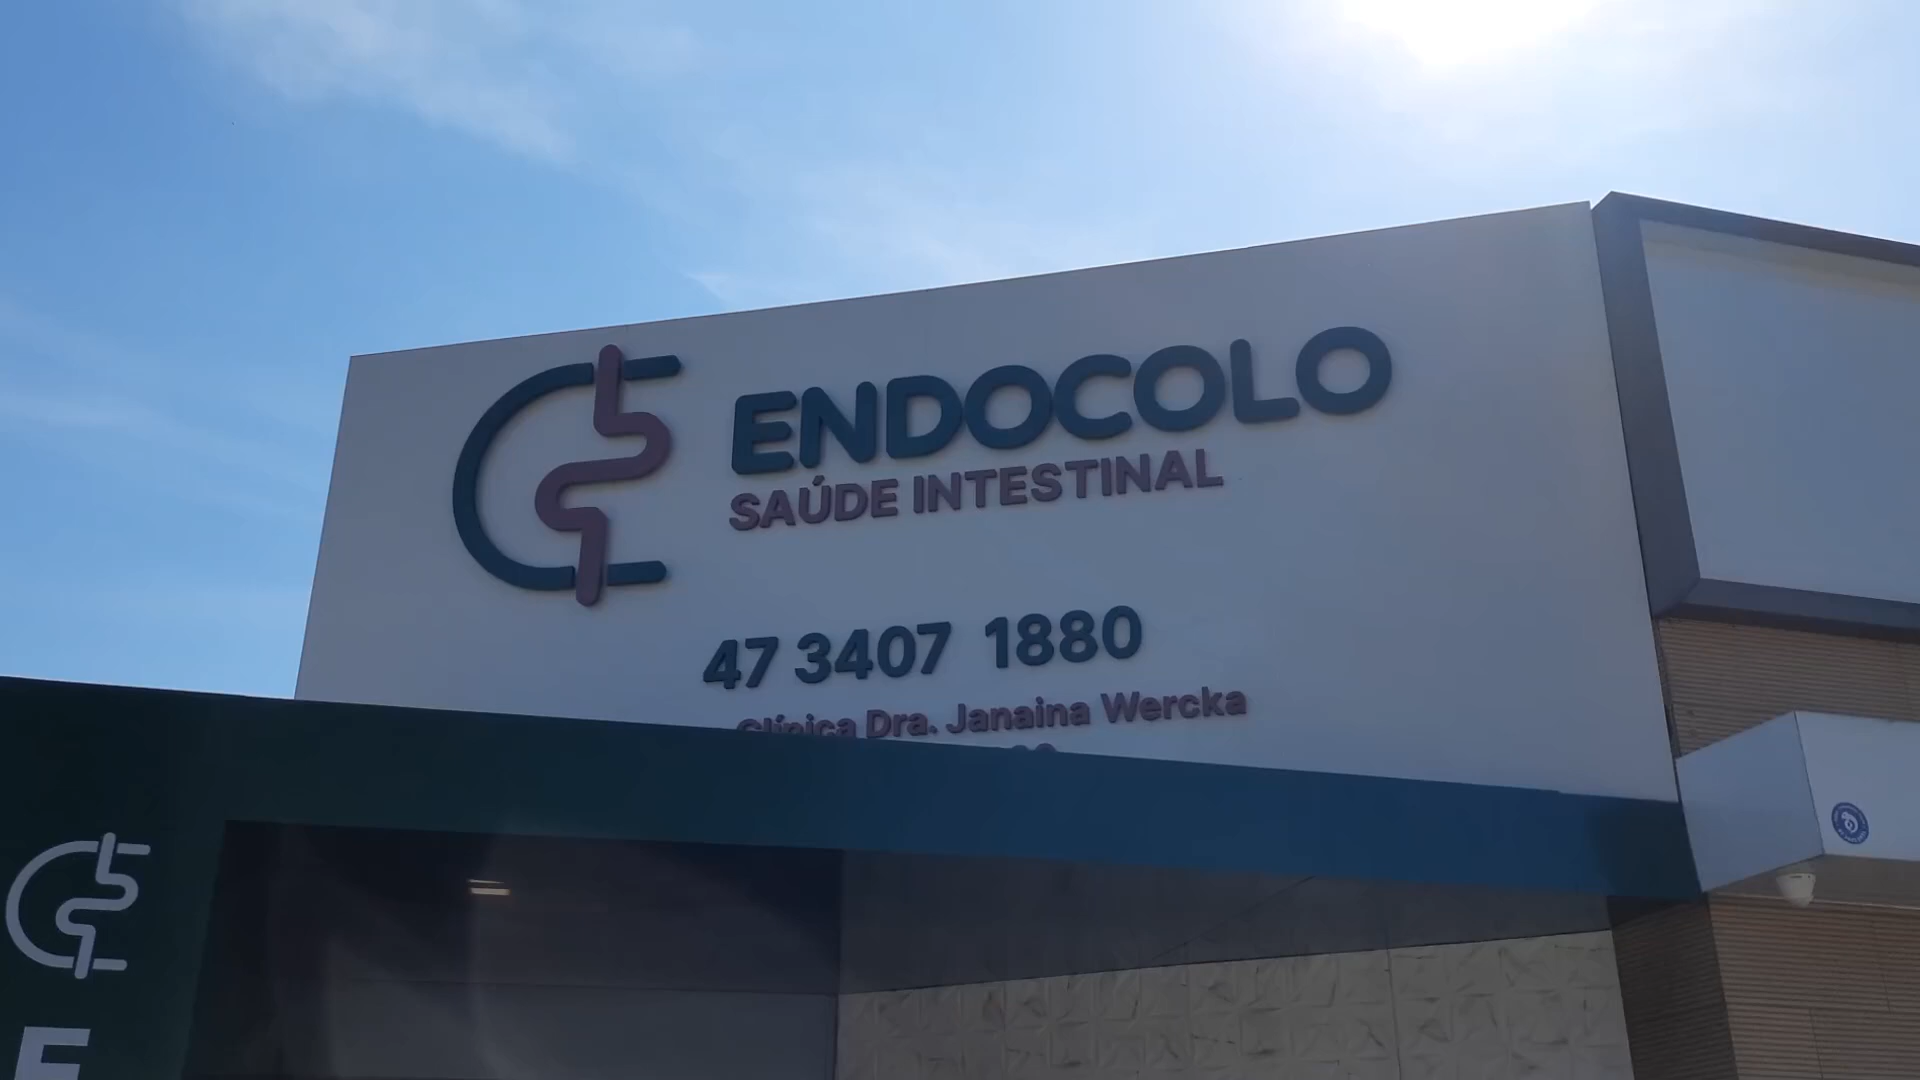 ENDOCOLO
SAÚDE INTESTINAL
47 3407 1880
Clínica Dra. Janaina Wercka
E